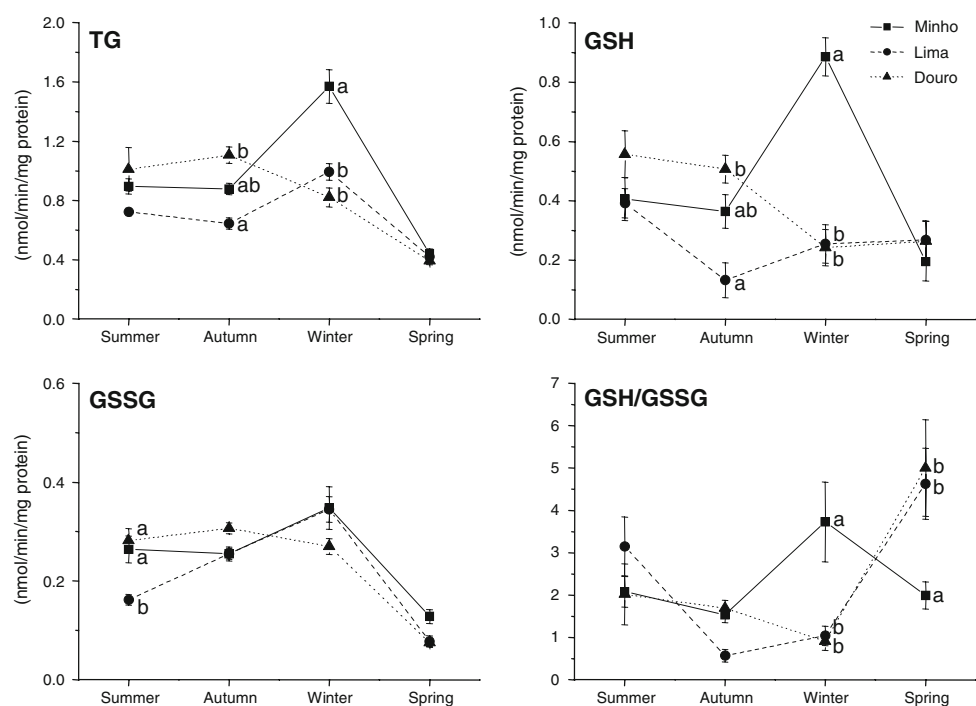 TG
(nmol/min/mg protein)
2.0
1.6
1.2
0.8
0.4
0.0
a
b
ab
a
b
b
Summer
Autumn
Winter
Spring
GSH
Minho
Lima
Douro
(nmol/min/mg protein)
1.0
0.8
0.6
0.4
0.2
0.0
a
b
ab
a
b
b
Summer
Autumn
Winter
Spring
GSSG
(nmol/min/mg protein)
0.6
0.4
0.2
0.0
a
a
b
Summer
Autumn
Winter
Spring
GSH/GSSG
7
6
5
4
3
2
1
0
b
b
a
a
b
b
Summer
Autumn
Winter
Spring